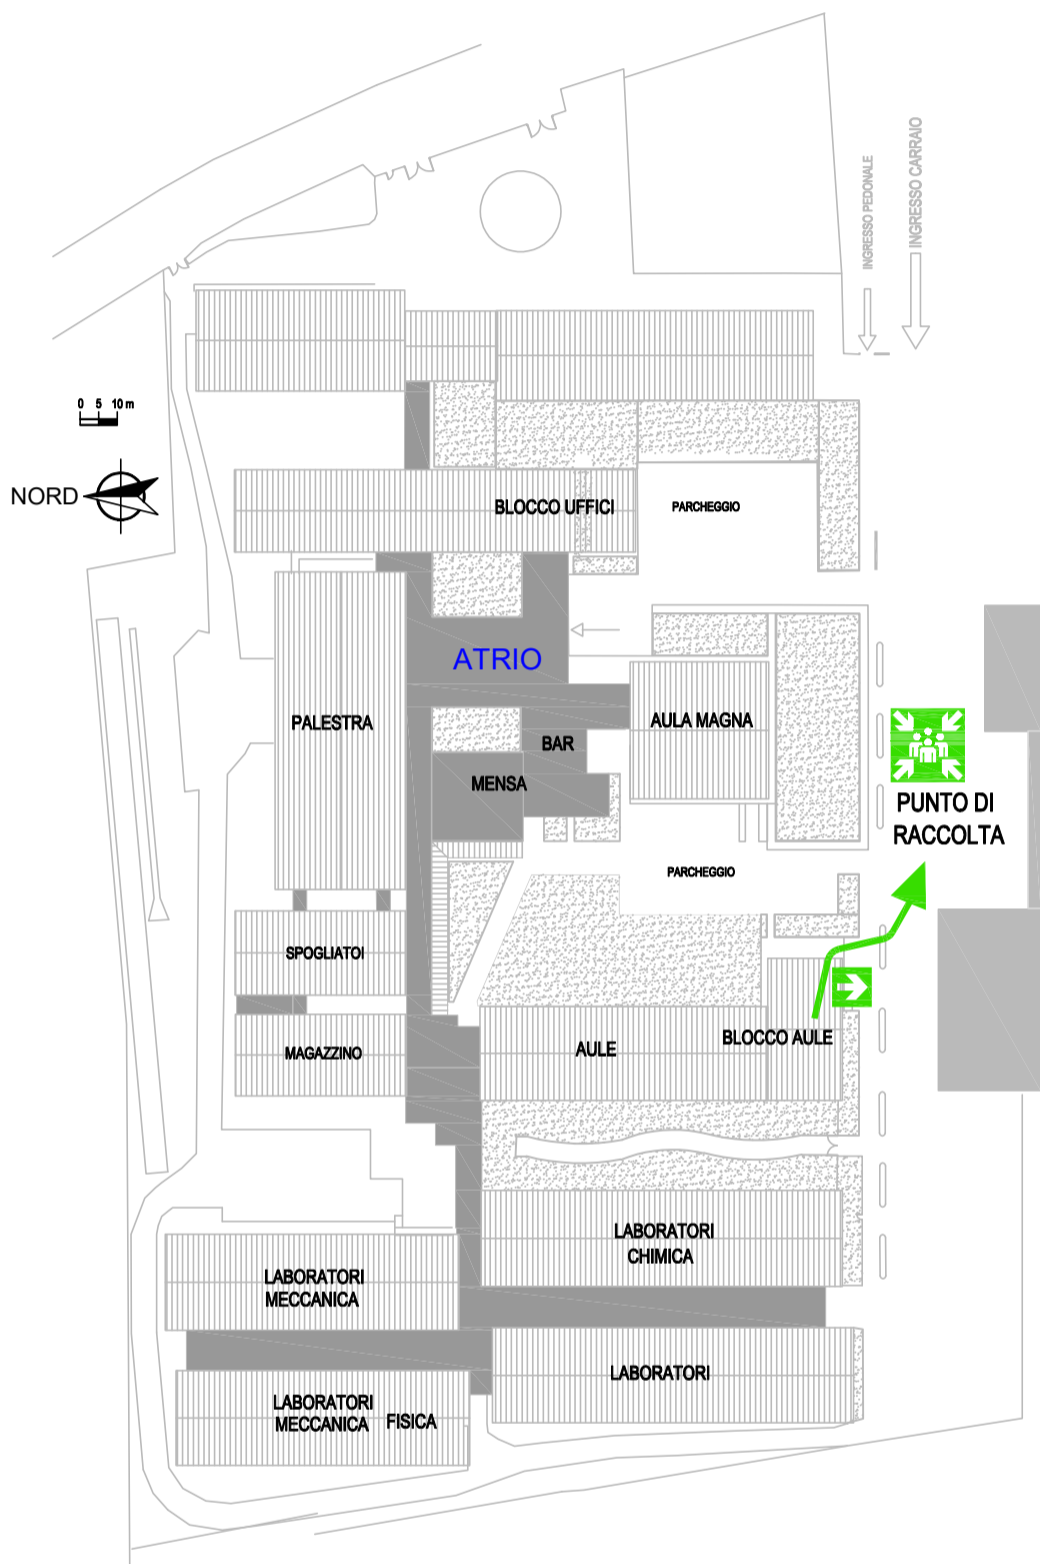 INGRESSO PEDONALE
INGRESSO CARRAIO
0 5 10 m
NORD
BLOCCO UFFICI
PARCHEGGIO
ATRIO
PALESTRA
AULA MAGNA
BAR
MENSA
PUNTO DI
RACCOLTA
PARCHEGGIO
SPOGLIATOI
MAGAZZINO
AULE
BLOCCO AULE
LABORATORI
CHIMICA
LABORATORI
MECCANICA
LABORATORI
LABORATORI
MECCANICA FISICA